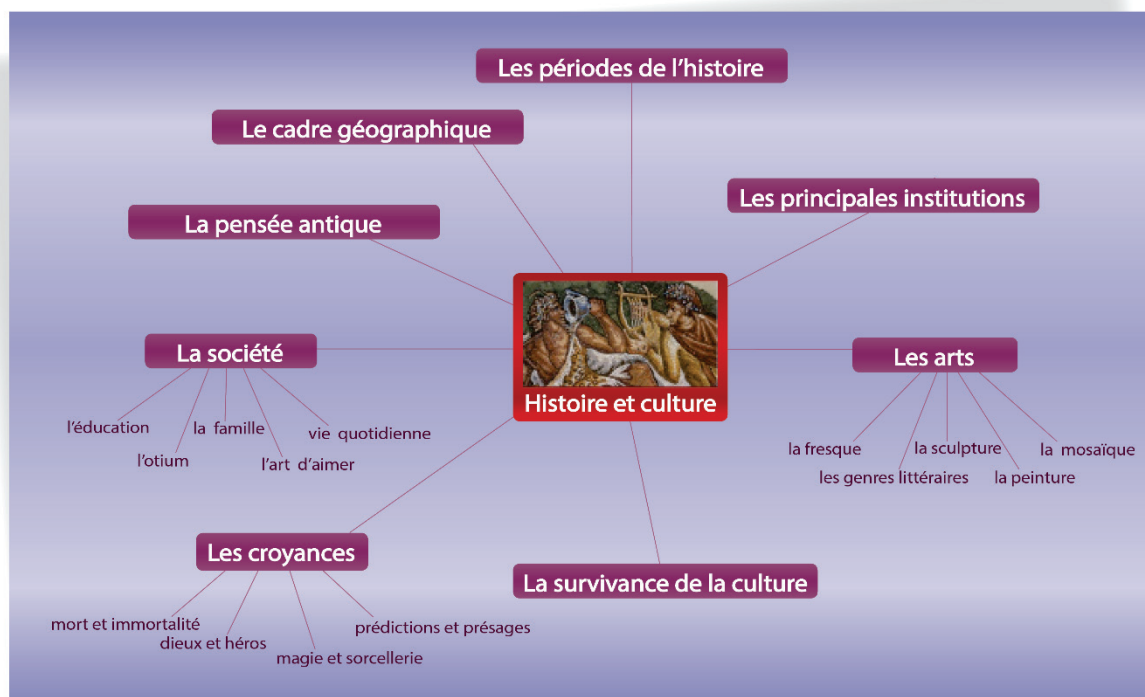 Les périodes de l'histoire
Le cadre géographique
Les principales institutions
La pensée antique
La société
l'éducation
la famille
vie quotidienne
l'otium
l'art d'aimer
Histoire et culture
Les arts
la fresque
la sculpture
la mosaïque
les genres littéraires
la peinture
Les croyances
mort et immortalité
dieux et héros
magie et sorcellerie
prédictions et présages
La survivance de la culture